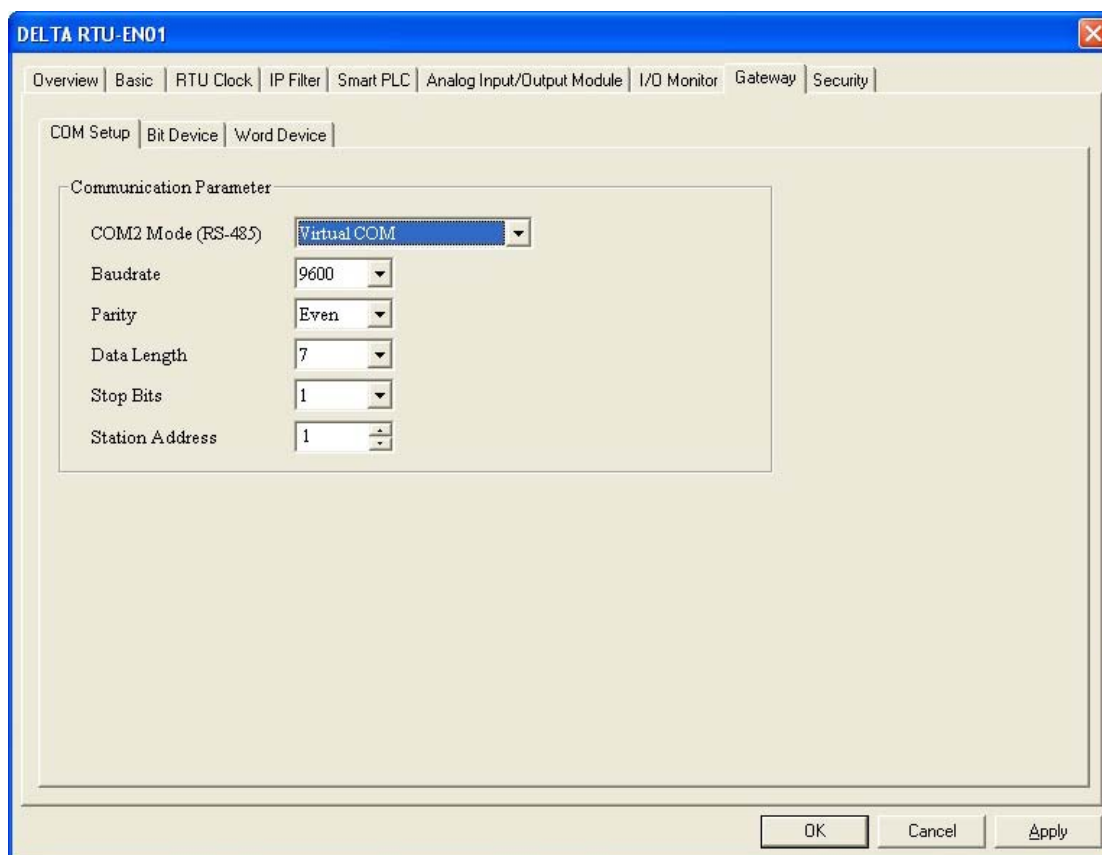 DELTA RTU-EN01
Overview Basic RTU Clock IP Filter Smart PLC Analog Input/Output Module I/O Monitor Gateway Security
COM Setup Bit Device Word Device
Communication Parameter
COM2 Mode (RS-485) Virtual COM
Baudrate 9600
Parity Even
Data Length 7
Stop Bits 1
Station Address 1
OK Cancel Apply